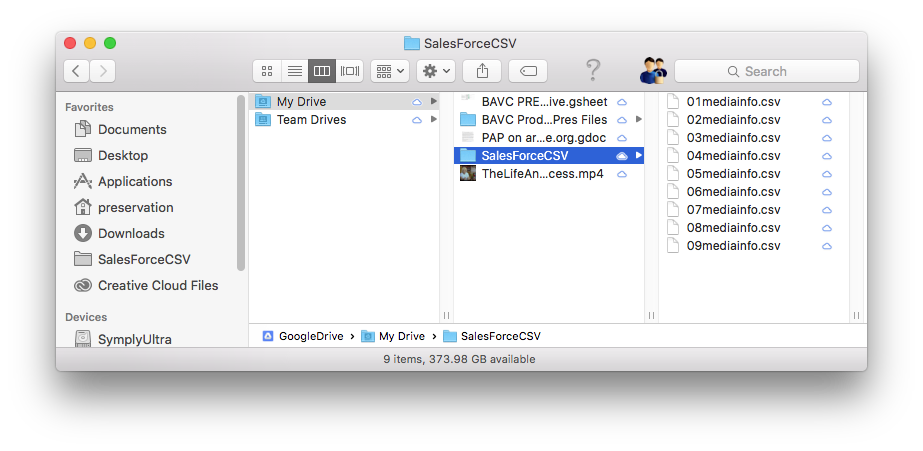 SalesForceCSV
Search
Favorites
Documents
Desktop
Applications
preservation
Downloads
SalesForceCSV
Creative Cloud Files
Devices
SymplyUltra
My Drive
Team Drives
BAVC PRE...ive.gsheet
BAVC Prod...Pres Files
PAP on ar...e.org.gdoc
SalesForceCSV
TheLifeAn...cess.mp4
01mediainfo.csv
02mediainfo.csv
03mediainfo.csv
04mediainfo.csv
05mediainfo.csv
06mediainfo.csv
07mediainfo.csv
08mediainfo.csv
09mediainfo.csv
GoogleDrive › My Drive › SalesForceCSV
9 items, 373.98 GB available